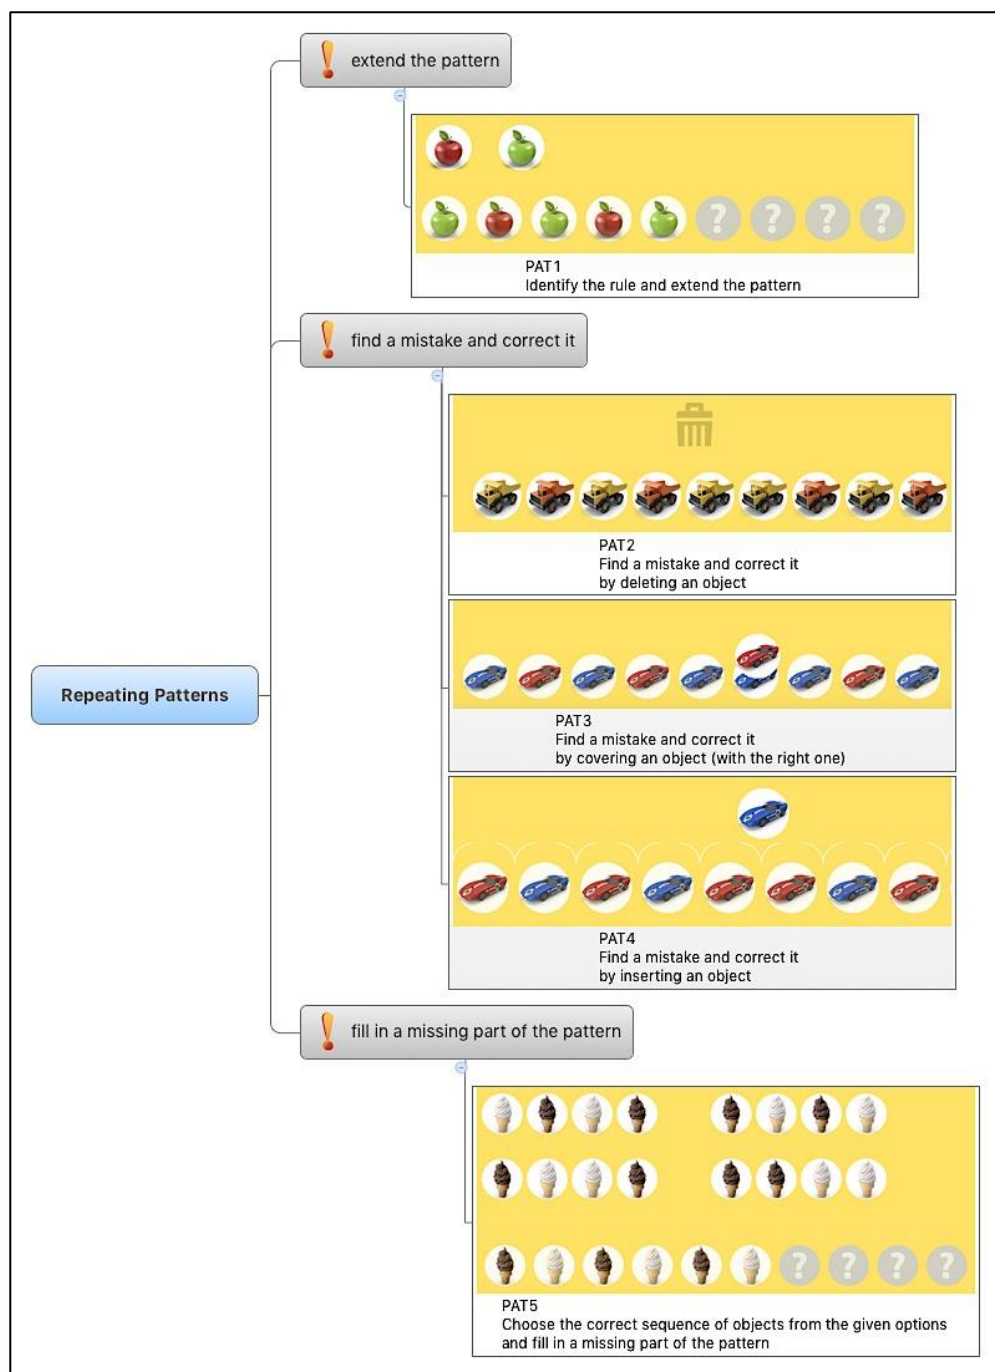 extend the pattern
? ? ? ?
PAT1
Identify the rule and extend the pattern
find a mistake and correct it
PAT2
Find a mistake and correct it
by deleting an object
Repeating Patterns
PAT3
Find a mistake and correct it
by covering an object (with the right one)
PAT4
Find a mistake and correct it
by inserting an object
fill in a missing part of the pattern
? ? ? ?
PAT5
Choose the correct sequence of objects from the given options
and fill in a missing part of the pattern